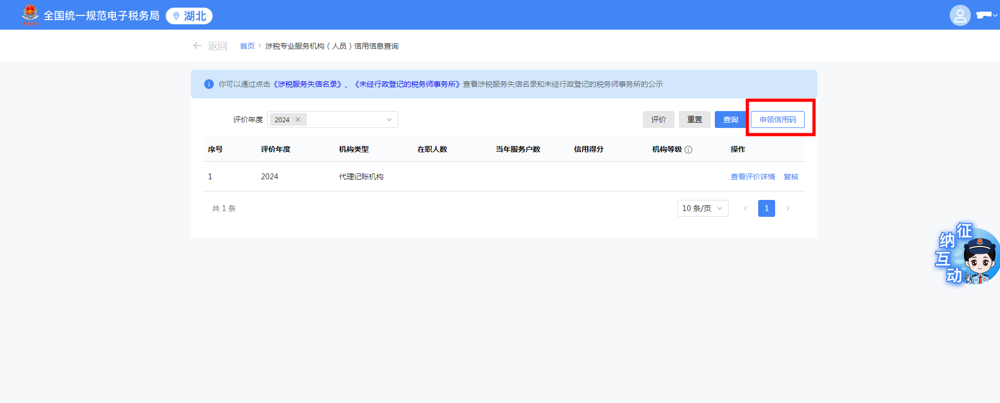 全国统一规范电子税务局 湖北
返回 首页 › 涉税专业服务机构（人员）信用信息查询
你可以通过点击《涉税服务失信名录》、《未经行政登记的税务师事务所》查看涉税服务失信名录和未经行政登记的税务师事务所的公示
评价年度 2024 评价 重置 查询 申领信用码
序号 评价年度 机构类型 在职人数 当年服务户数 信用得分 机构等级 操作
1 2024 代理记账机构 查看评价详情 复核
共 1 条 10 条/页 1
征纳互动